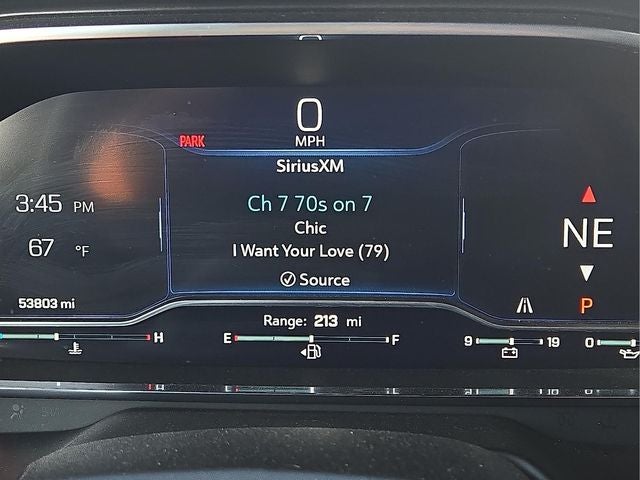 0
MPH
PARK
SiriusXM
Ch 7 70s on 7
Chic
I Want Your Love (79)
Source
3:45 PM
67 °F
53803 mi
NE
P
Range: 213 mi
H
E F
9 19
0